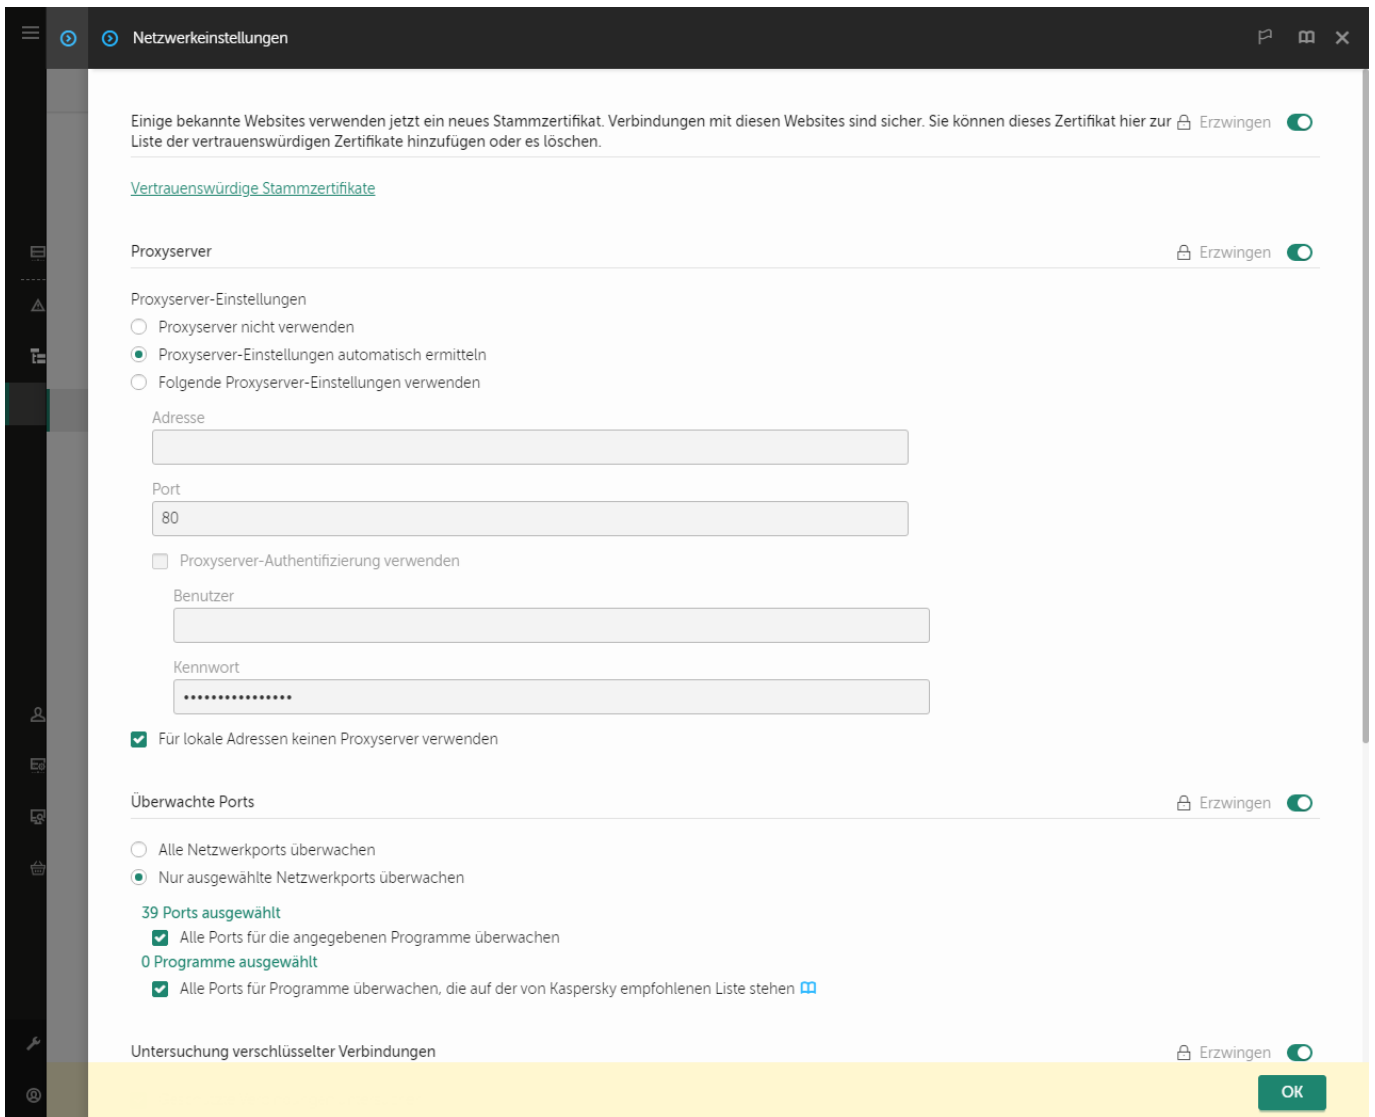 Netzwerkeinstellungen
Einige bekannte Websites verwenden jetzt ein neues Stammzertifikat. Verbindungen mit diesen Websites sind sicher. Sie können dieses Zertifikat hier zur
Liste der vertrauenswürdigen Zertifikate hinzufügen oder es löschen.
Erzwingen
Vertrauenswürdige Stammzertifikate
Proxyserver
Erzwingen
Proxyserver-Einstellungen
Proxyserver nicht verwenden
Proxyserver-Einstellungen automatisch ermitteln
Folgende Proxyserver-Einstellungen verwenden
Adresse
Port
80
Proxyserver-Authentifizierung verwenden
Benutzer
Kennwort
••••••••••••••••
Für lokale Adressen keinen Proxyserver verwenden
Überwachte Ports
Erzwingen
Alle Netzwerkports überwachen
Nur ausgewählte Netzwerkports überwachen
39 Ports ausgewählt
Alle Ports für die angegebenen Programme überwachen
0 Programme ausgewählt
Alle Ports für Programme überwachen, die auf der von Kaspersky empfohlenen Liste stehen
Untersuchung verschlüsselter Verbindungen
Erzwingen
OK